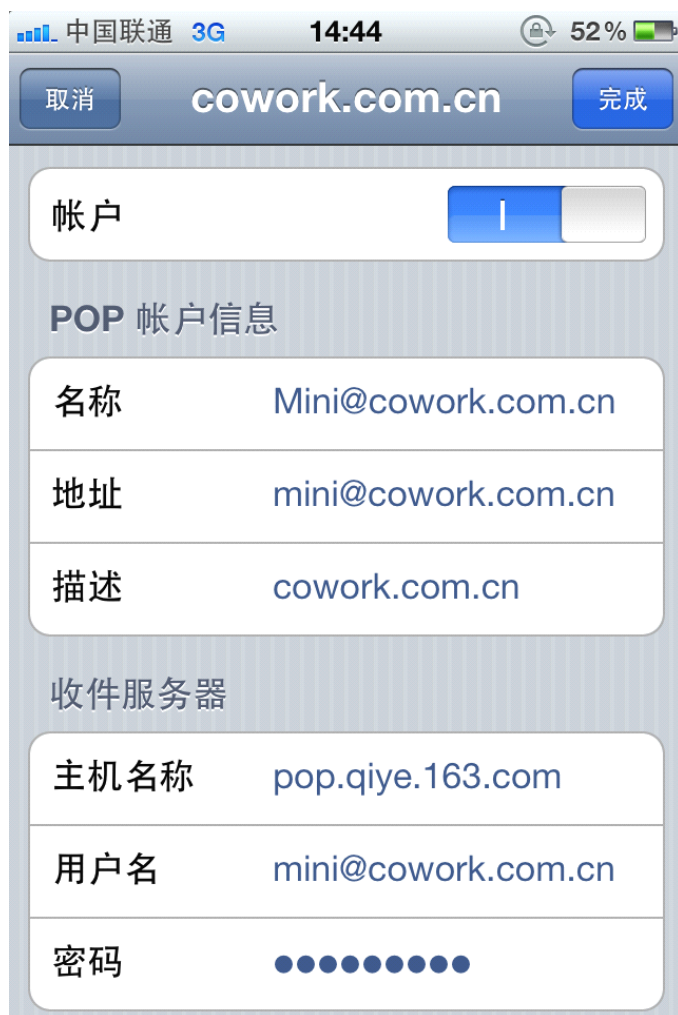 中国联通 3G 14:44 52%
取消 cowork.com.cn 完成
帐户
POP 帐户信息
名称 Mini@cowork.com.cn
地址 mini@cowork.com.cn
描述 cowork.com.cn
收件服务器
主机名称 pop.qiye.163.com
用户名 mini@cowork.com.cn
密码 ●●●●●●●●●